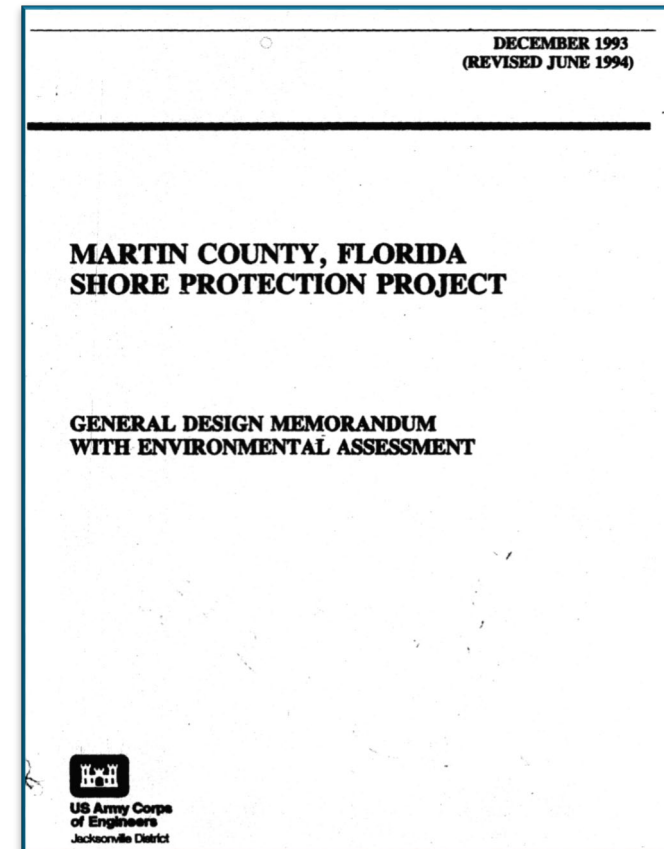 DECEMBER 1993
(REVISED JUNE 1994)
MARTIN COUNTY, FLORIDA
SHORE PROTECTION PROJECT
GENERAL DESIGN MEMORANDUM
WITH ENVIRONMENTAL ASSESSMENT
US Army Corps
of Engineers
Jacksonville District